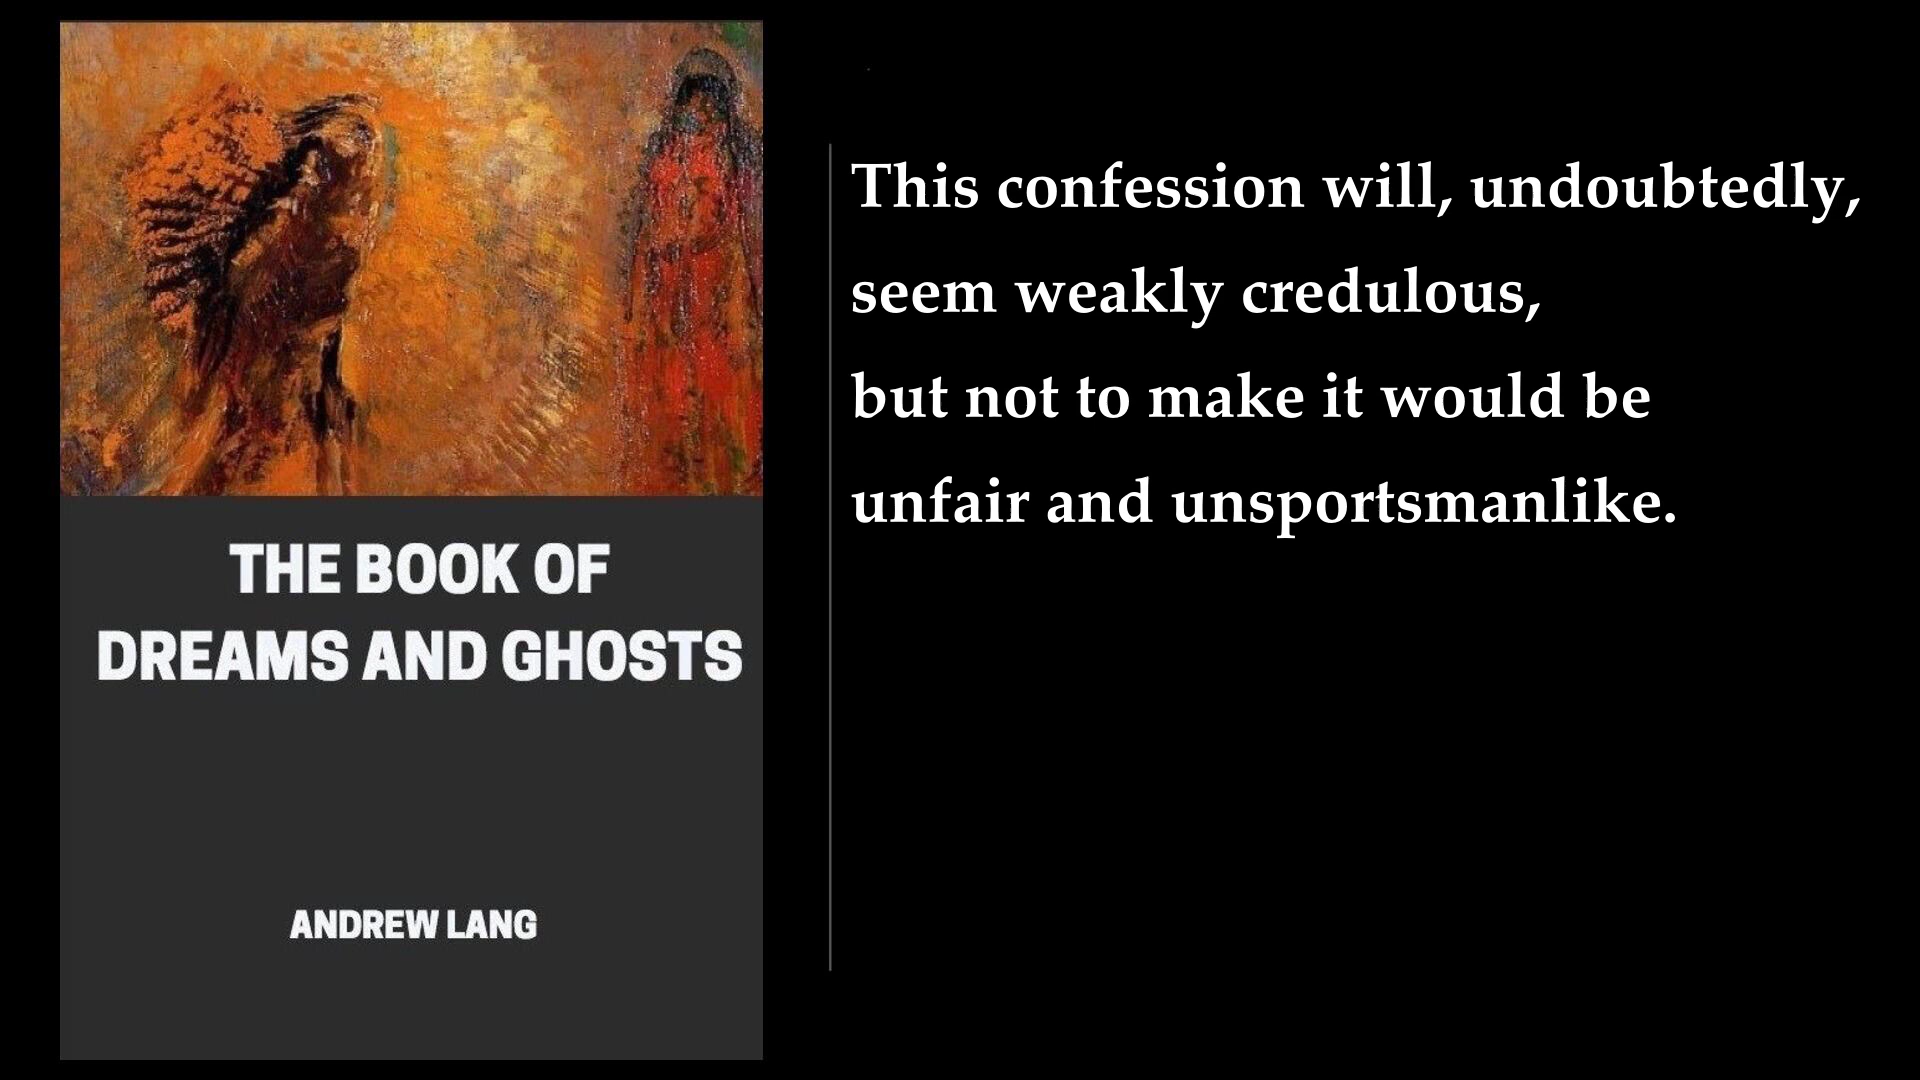 THE BOOK OF
DREAMS AND GHOSTS
ANDREW LANG
This confession will, undoubtedly,
seem weakly credulous,
but not to make it would be
unfair and unsportsmanlike.